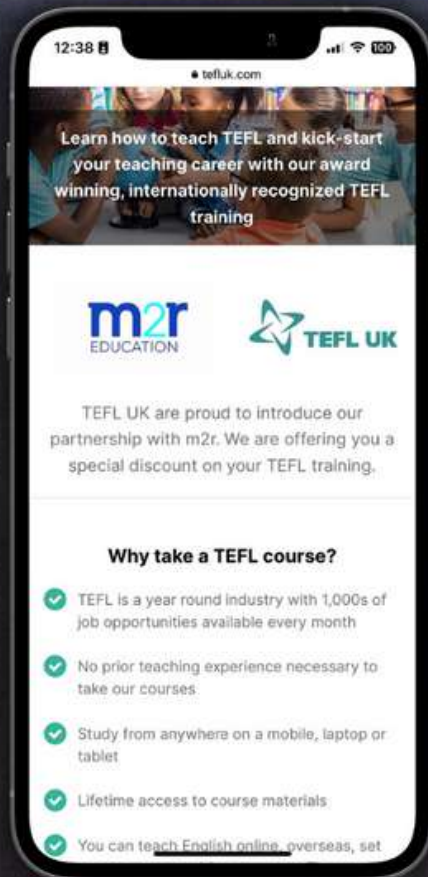 12:38
100
tefluk.com
Learn how to teach TEFL and kick-start
your teaching career with our award
winning, internationally recognized TEFL
training
m2r
EDUCATION
TEFL UK
TEFL UK are proud to introduce our
partnership with m2r. We are offering you a
special discount on your TEFL training.
Why take a TEFL course?
TEFL is a year round industry with 1,000s of
job opportunities available every month
No prior teaching experience necessary to
take our courses
Study from anywhere on a mobile, laptop or
tablet
Lifetime access to course materials
You can teach English online, overseas, set